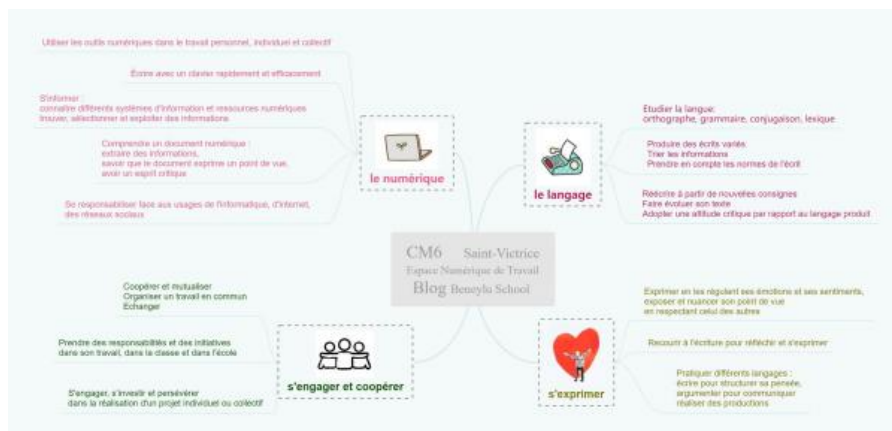 Utiliser les outils numériques dans le travail personnel, individuel et collectif
Écrire avec un clavier rapidement et efficacement
S'informer :
connaître différents systèmes d'information et ressources numériques
trouver, sélectionner et exploiter des informations
Comprendre un document numérique :
extraire des informations,
savoir que le document exprime un point de vue,
avoir un esprit critique
Se responsabiliser face aux usages de l'informatique, d'internet,
des réseaux sociaux
le numérique
Etudier la langue:
orthographe, grammaire, conjugaison, lexique
Produire des écrits variés
Trier les informations
Prendre en compte les normes de l'écrit
Réécrire à partir de nouvelles consignes
Faire évoluer son texte
Adopter une attitude critique par rapport au langage produit
le langage
CM6 Saint-Victrice
Espace Numérique de Travail
Blog Beneylu School
Coopérer et mutualiser
Organiser un travail en commun
Echanger
Prendre des responsabilités et des initiatives
dans son travail, dans la classe et dans l'école
S'engager, s'investir et persévérer
dans la réalisation d'un projet individuel ou collectif
s'engager et coopérer
Exprimer en les régulant ses émotions et ses sentiments,
exposer et nuancer son point de vue
en respectant celui des autres
Recourir à l'écriture pour réfléchir et s'exprimer
Pratiquer différents langages :
écrire pour structurer sa pensée,
argumenter pour communiquer
réaliser des productions
s'exprimer